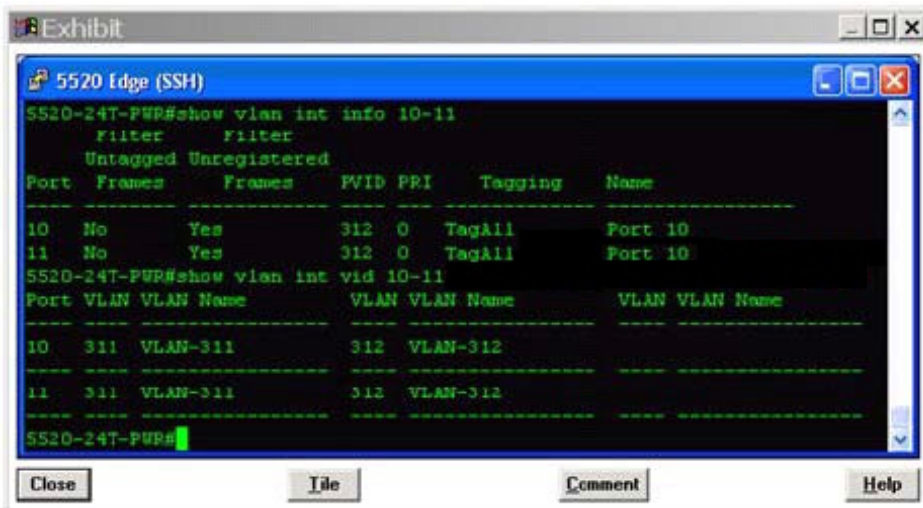 Exhibit
5520 Edge (SSH)
5520-24T-PWR#show vlan int info 10-11
Filter Filter
Untagged Unregistered
Port Frames Frames PVID PRI Tagging Name
---- -------- ------------ ---- --- ------------- ----------------
10 No Yes 312 0 TagAll Port 10
11 No Yes 312 0 TagAll Port 10
5520-24T-PWR#show vlan int vid 10-11
Port VLAN VLAN Name VLAN VLAN Name VLAN VLAN Name
---- ---- ---------------- ---- ---------------- ---- ----------------
10 311 VLAN-311 312 VLAN-312
---- ---- ---------------- ---- ---------------- ---- ----------------
11 311 VLAN-311 312 VLAN-312
---- ---- ---------------- ---- ---------------- ---- ----------------
5520-24T-PWR#
Close Tile Comment Help